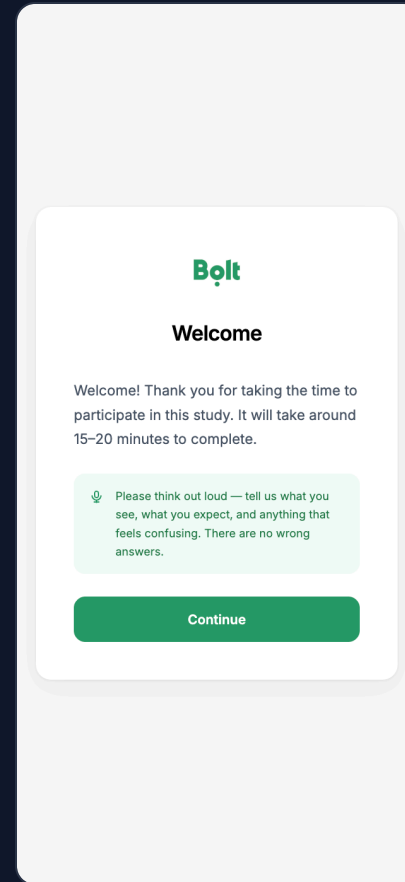 Bolt
Welcome
Welcome! Thank you for taking the time to
participate in this study. It will take around
15–20 minutes to complete.
Please think out loud — tell us what you
see, what you expect, and anything that
feels confusing. There are no wrong
answers.
Continue